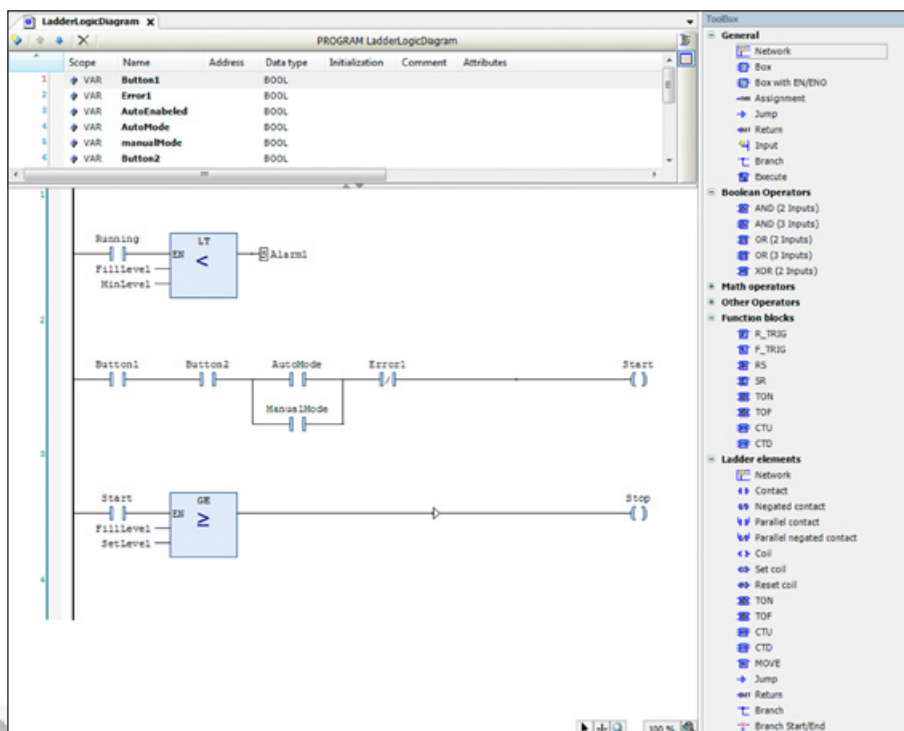 LadderLogicDiagram X
PROGRAM LadderLogicDiagram
Scope Name Address Data type Initialization Comment Attributes
1 VAR Button1 BOOL
2 VAR Error1 BOOL
3 VAR AutoEnabeled BOOL
4 VAR AutoMode BOOL
5 VAR manualMode BOOL
6 VAR Button2 BOOL
1
Running
LT
EN
<
S Alarm1
FillLevel
MinLevel
2
Button1 Button2 AutoMode Error1 Start
ManualMode
3
Start
GE
Stop
EN
≥
FillLevel
SetLevel
4
100 %
ToolBox
General
Network
Box
Box with EN/ENO
Assignment
Jump
Return
Input
Branch
Execute
Boolean Operators
AND (2 Inputs)
AND (3 Inputs)
OR (2 Inputs)
OR (3 Inputs)
XOR (2 Inputs)
Math operators
Other Operators
Function blocks
R_TRIG
F_TRIG
RS
SR
TON
TOF
CTU
CTD
Ladder elements
Network
Contact
Negated contact
Parallel contact
Parallel negated contact
Coil
Set coil
Reset coil
TON
TOF
CTU
CTD
MOVE
Jump
Return
Branch
Branch Start/End